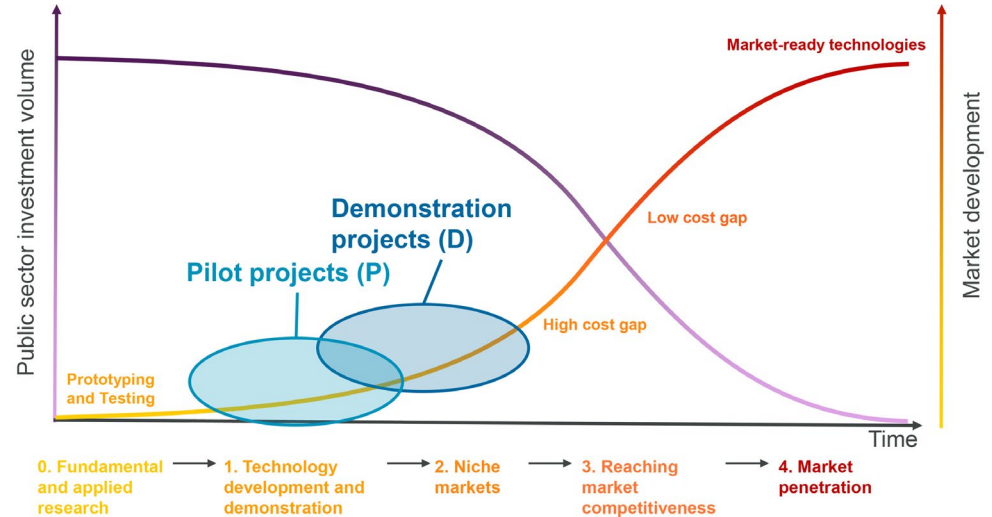 Public sector investment volume
Market-ready technologies
Market development
Demonstration
projects (D)
Low cost gap
Pilot projects (P)
High cost gap
Prototyping
and Testing
Time
0. Fundamental
and applied
research
1. Technology
development and
demonstration
2. Niche
markets
3. Reaching
market
competitiveness
4. Market
penetration